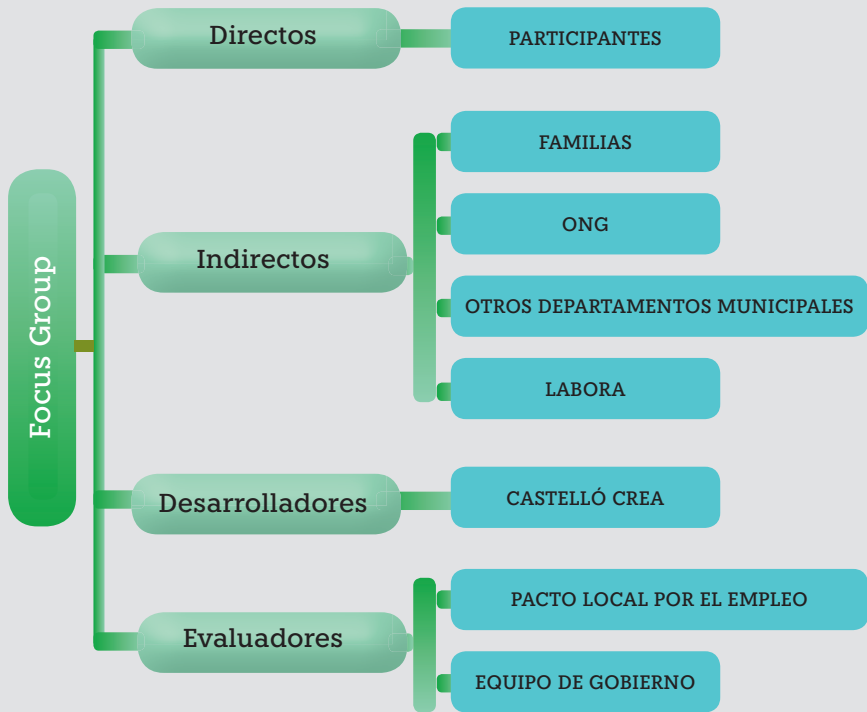 Focus Group
Directos
PARTICIPANTES
Indirectos
FAMILIAS
ONG
OTROS DEPARTAMENTOS MUNICIPALES
LABORA
Desarrolladores
CASTELLÓ CREA
Evaluadores
PACTO LOCAL POR EL EMPLEO
EQUIPO DE GOBIERNO